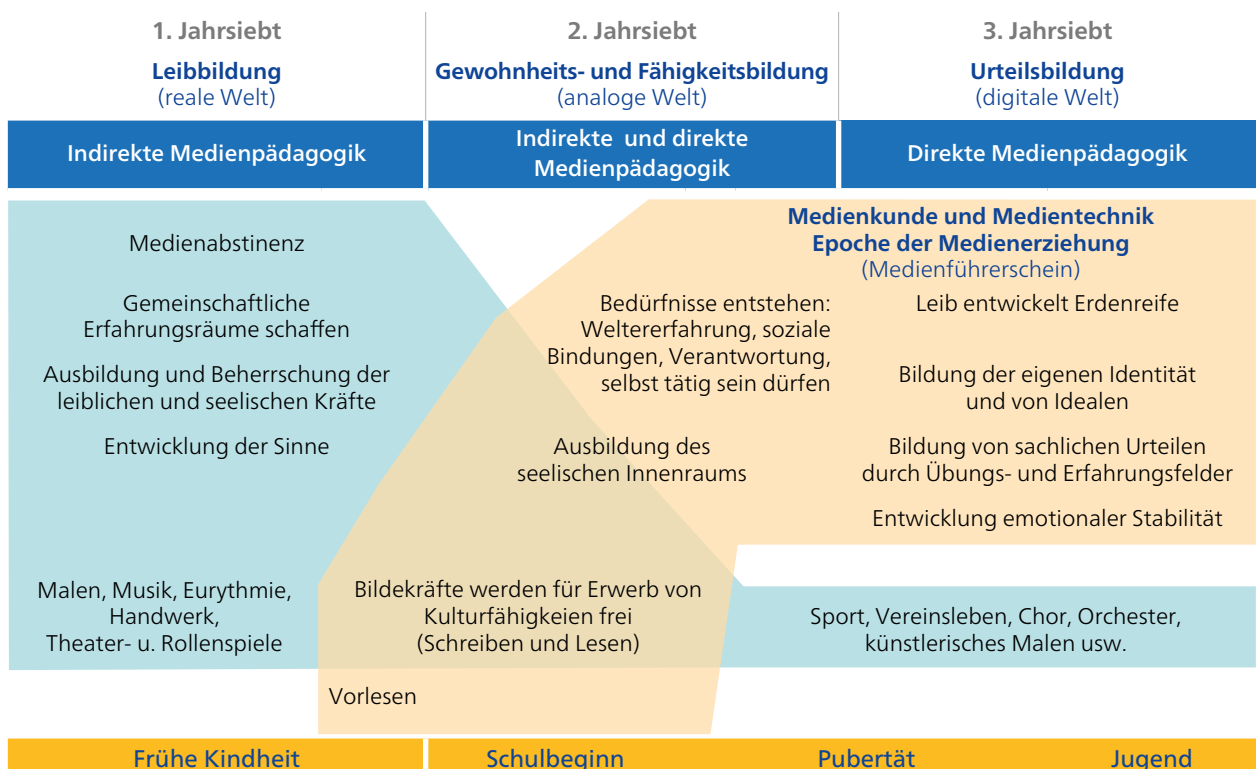 1. Jahrsiebt
Leibbildung
(reale Welt)
2. Jahrsiebt
Gewohnheits- und Fähigkeitsbildung
(analoge Welt)
3. Jahrsiebt
Urteilsbildung
(digitale Welt)
Indirekte Medienpädagogik
Indirekte und direkte
Medienpädagogik
Direkte Medienpädagogik
Medienkunde und Medientechnik
Epoche der Medienerziehung
(Medienführerschein)
Medienabstinenz
Gemeinschaftliche
Erfahrungsräume schaffen
Ausbildung und Beherrschung der
leiblichen und seelischen Kräfte
Entwicklung der Sinne
Bedürfnisse entstehen:
Weltererfahrung, soziale
Bindungen, Verantwortung,
selbst tätig sein dürfen
Ausbildung des
seelischen Innenraums
Leib entwickelt Erdenreife
Bildung der eigenen Identität
und von Idealen
Bildung von sachlichen Urteilen
durch Übungs- und Erfahrungsfelder
Entwicklung emotionaler Stabilität
Malen, Musik, Eurythmie,
Handwerk,
Theater- u. Rollenspiele
Bildekräfte werden für Erwerb von
Kulturfähigkeien frei
(Schreiben und Lesen)
Sport, Vereinsleben, Chor, Orchester,
künstlerisches Malen usw.
Vorlesen
Frühe Kindheit
Schulbeginn
Pubertät
Jugend